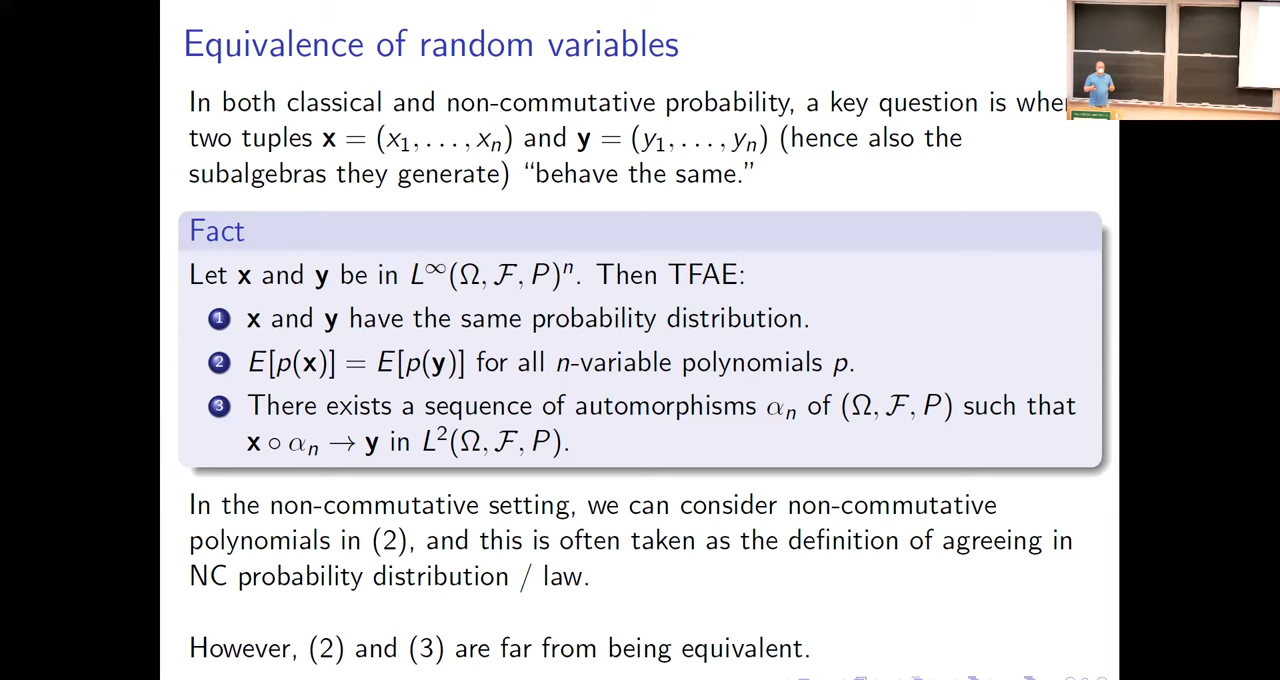 Equivalence of random variables
In both classical and non-commutative probability, a key question is whe
two tuples x = (x₁, . . . , xₙ) and y = (y₁, . . . , yₙ) (hence also the
subalgebras they generate) “behave the same.”
Fact
Let x and y be in L∞(Ω, ℱ, P)ⁿ. Then TFAE:
1 x and y have the same probability distribution.
2 E[p(x)] = E[p(y)] for all n-variable polynomials p.
3 There exists a sequence of automorphisms αₙ of (Ω, ℱ, P) such that
x ∘ αₙ → y in L²(Ω, ℱ, P).
In the non-commutative setting, we can consider non-commutative
polynomials in (2), and this is often taken as the definition of agreeing in
NC probability distribution / law.
However, (2) and (3) are far from being equivalent.